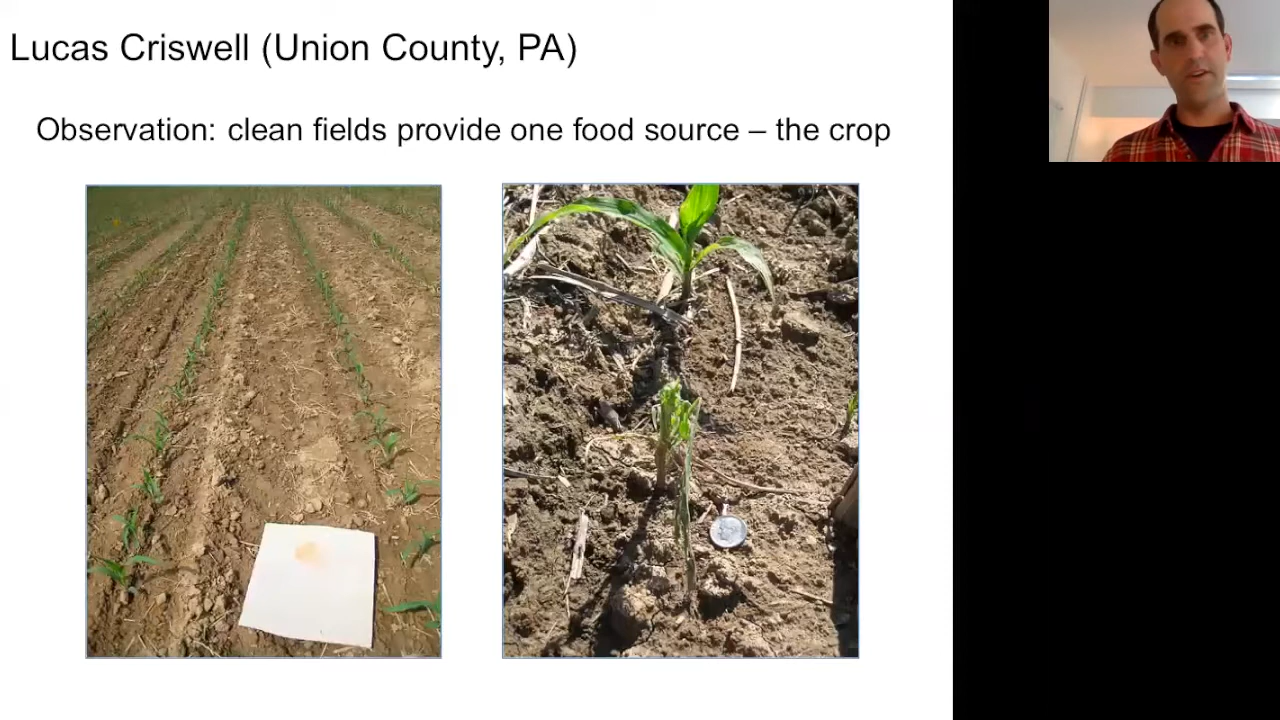 Lucas Criswell (Union County, PA)
Observation: clean fields provide one food source – the crop